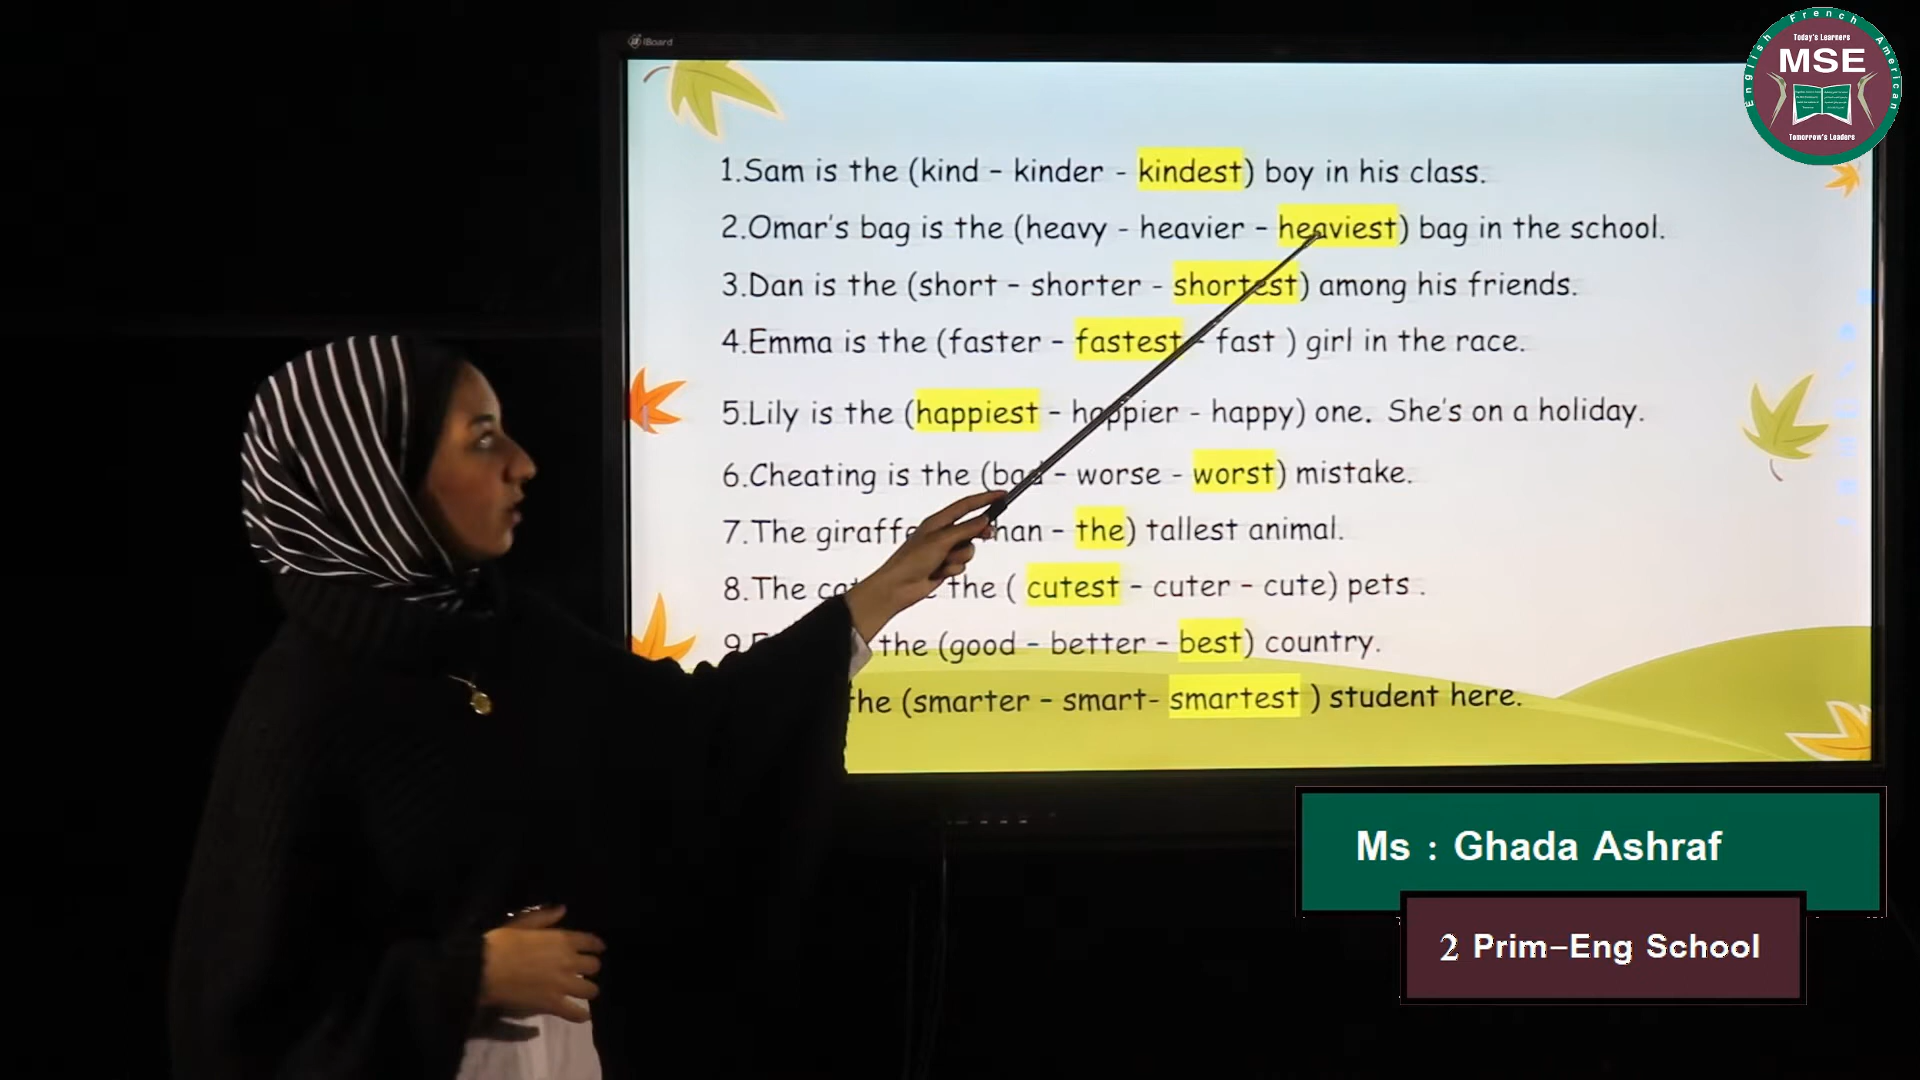 iBoard
English French American
Today's Learners
MSE
Tomorrow's Leaders
1.Sam is the (kind – kinder - kindest) boy in his class.
2.Omar's bag is the (heavy - heavier – heaviest) bag in the school.
3.Dan is the (short – shorter - shortest) among his friends.
4.Emma is the (faster – fastest - fast ) girl in the race.
5.Lily is the (happiest – happier - happy) one. She's on a holiday.
6.Cheating is the (bad – worse - worst) mistake.
7.The giraffe than – the) tallest animal.
8.The the ( cutest – cuter – cute) pets .
9. the (good – better – best) country.
the (smarter – smart- smartest ) student here.
Ms : Ghada Ashraf
2 Prim-Eng School